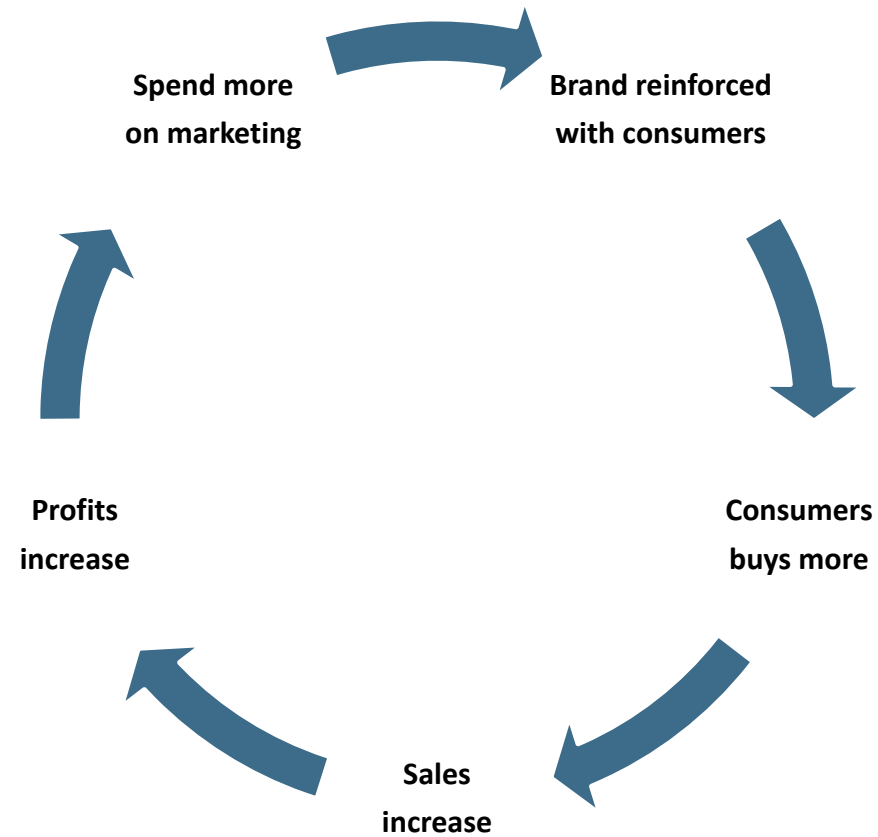 Spend more
on marketing
Brand reinforced
with consumers
Consumers
buys more
Sales
increase
Profits
increase